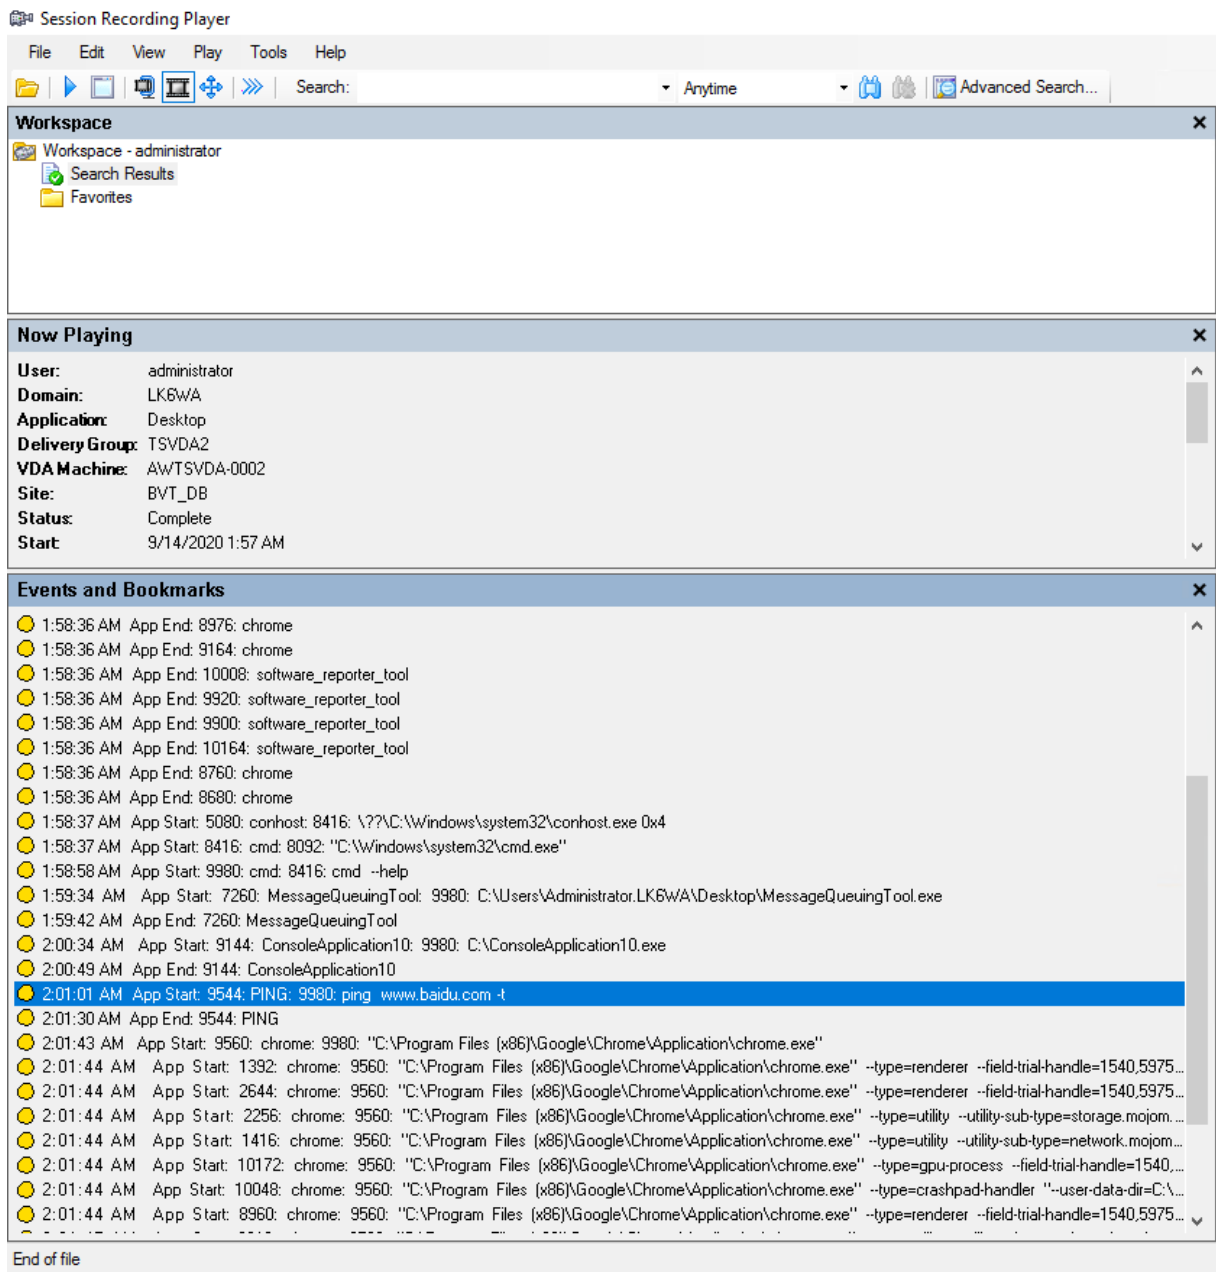 Session Recording Player
File Edit View Play Tools Help
Search: Anytime Advanced Search...
Workspace
Workspace - administrator
Search Results
Favorites
Now Playing
User: administrator
Domain: LK6WA
Application: Desktop
Delivery Group: TSVDA2
VDA Machine: AWTSVDA-0002
Site: BVT_DB
Status: Complete
Start: 9/14/2020 1:57 AM
Events and Bookmarks
1:58:36 AM App End: 8976: chrome
1:58:36 AM App End: 9164: chrome
1:58:36 AM App End: 10008: software_reporter_tool
1:58:36 AM App End: 9920: software_reporter_tool
1:58:36 AM App End: 9900: software_reporter_tool
1:58:36 AM App End: 10164: software_reporter_tool
1:58:36 AM App End: 8760: chrome
1:58:36 AM App End: 8680: chrome
1:58:37 AM App Start: 5080: conhost: 8416: \??\C:\Windows\system32\conhost.exe 0x4
1:58:37 AM App Start: 8416: cmd: 8092: "C:\Windows\system32\cmd.exe"
1:58:58 AM App Start: 9980: cmd: 8416: cmd --help
1:59:34 AM App Start: 7260: MessageQueuingTool: 9980: C:\Users\Administrator.LK6WA\Desktop\MessageQueuingTool.exe
1:59:42 AM App End: 7260: MessageQueuingTool
2:00:34 AM App Start: 9144: ConsoleApplication10: 9980: C:\ConsoleApplication10.exe
2:00:49 AM App End: 9144: ConsoleApplication10
2:01:01 AM App Start: 9544: PING: 9980: ping www.baidu.com -t
2:01:30 AM App End: 9544: PING
2:01:43 AM App Start: 9560: chrome: 9980: "C:\Program Files (x86)\Google\Chrome\Application\chrome.exe"
2:01:44 AM App Start: 1392: chrome: 9560: "C:\Program Files (x86)\Google\Chrome\Application\chrome.exe" --type=renderer --field-trial-handle=1540,5975...
2:01:44 AM App Start: 2644: chrome: 9560: "C:\Program Files (x86)\Google\Chrome\Application\chrome.exe" --type=renderer --field-trial-handle=1540,5975...
2:01:44 AM App Start: 2256: chrome: 9560: "C:\Program Files (x86)\Google\Chrome\Application\chrome.exe" --type=utility --utility-sub-type=storage.mojom....
2:01:44 AM App Start: 1416: chrome: 9560: "C:\Program Files (x86)\Google\Chrome\Application\chrome.exe" --type=utility --utility-sub-type=network.mojom...
2:01:44 AM App Start: 10172: chrome: 9560: "C:\Program Files (x86)\Google\Chrome\Application\chrome.exe" --type=gpu-process --field-trial-handle=1540,...
2:01:44 AM App Start: 10048: chrome: 9560: "C:\Program Files (x86)\Google\Chrome\Application\chrome.exe" --type=crashpad-handler "--user-data-dir=C:\...
2:01:44 AM App Start: 8960: chrome: 9560: "C:\Program Files (x86)\Google\Chrome\Application\chrome.exe" --type=renderer --field-trial-handle=1540,5975...
End of file